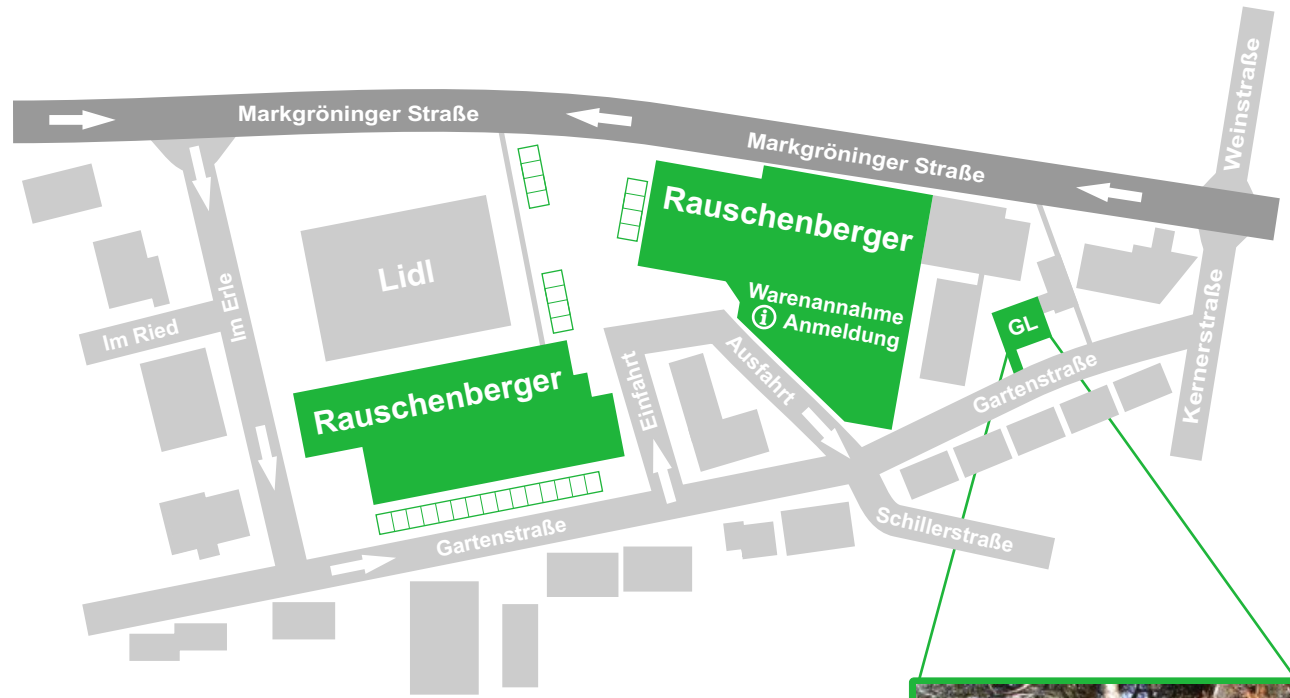 Weinstraße
Markgröninger Straße
Markgröninger Straße
Rauschenberger
Lidl
Im Erle
Im Ried
Warenannahme
i Anmeldung
GL
Ausfahrt
Einfahrt
Rauschenberger
Gartenstraße
Kernerstraße
Gartenstraße
Schillerstraße